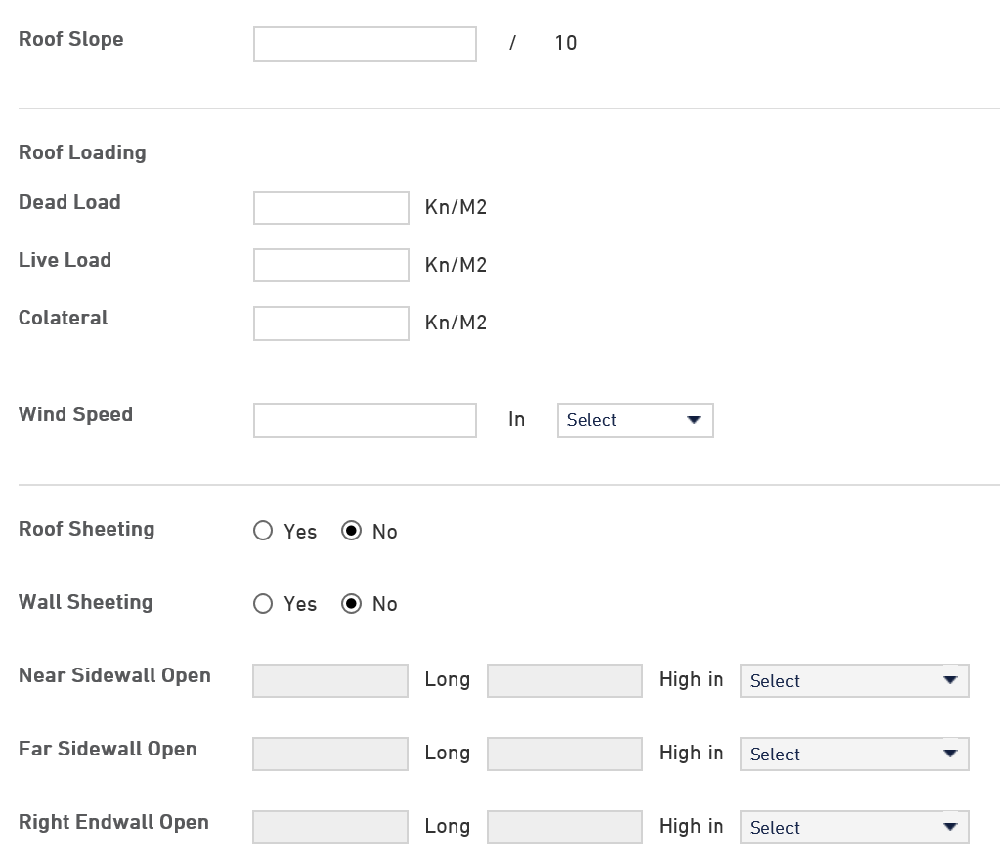 Roof Slope / 10
Roof Loading
Dead Load Kn/M2
Live Load Kn/M2
Colateral Kn/M2
Wind Speed In Select
Roof Sheeting Yes No
Wall Sheeting Yes No
Near Sidewall Open Long High in Select
Far Sidewall Open Long High in Select
Right Endwall Open Long High in Select